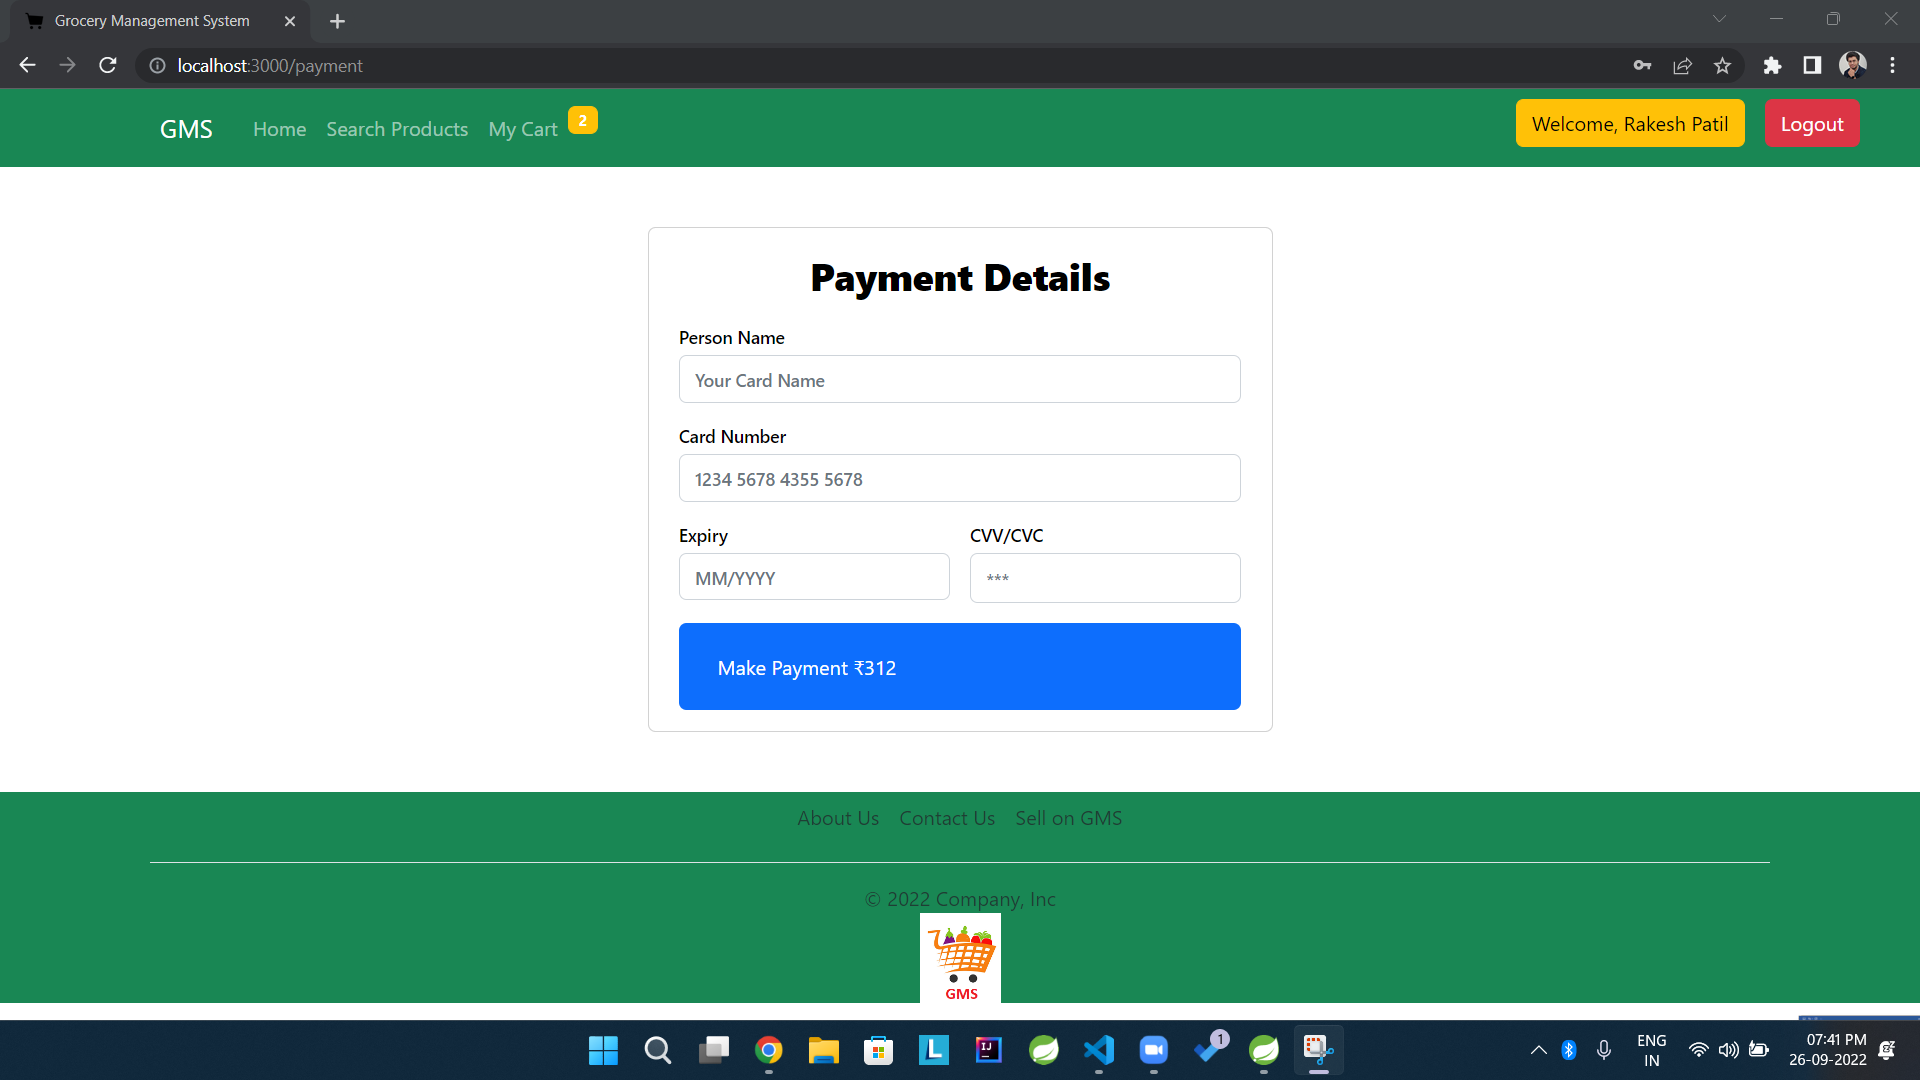 Grocery Management System
localhost:3000/payment
GMS Home Search Products My Cart 2 Welcome, Rakesh Patil Logout
Payment Details
Person Name
Your Card Name
Card Number
1234 5678 4355 5678
Expiry CVV/CVC
MM/YYYY ***
Make Payment ₹312
About Us Contact Us Sell on GMS
© 2022 Company, Inc
GMS
L IJ 1
ENG 07:41 PM
IN 26-09-2022